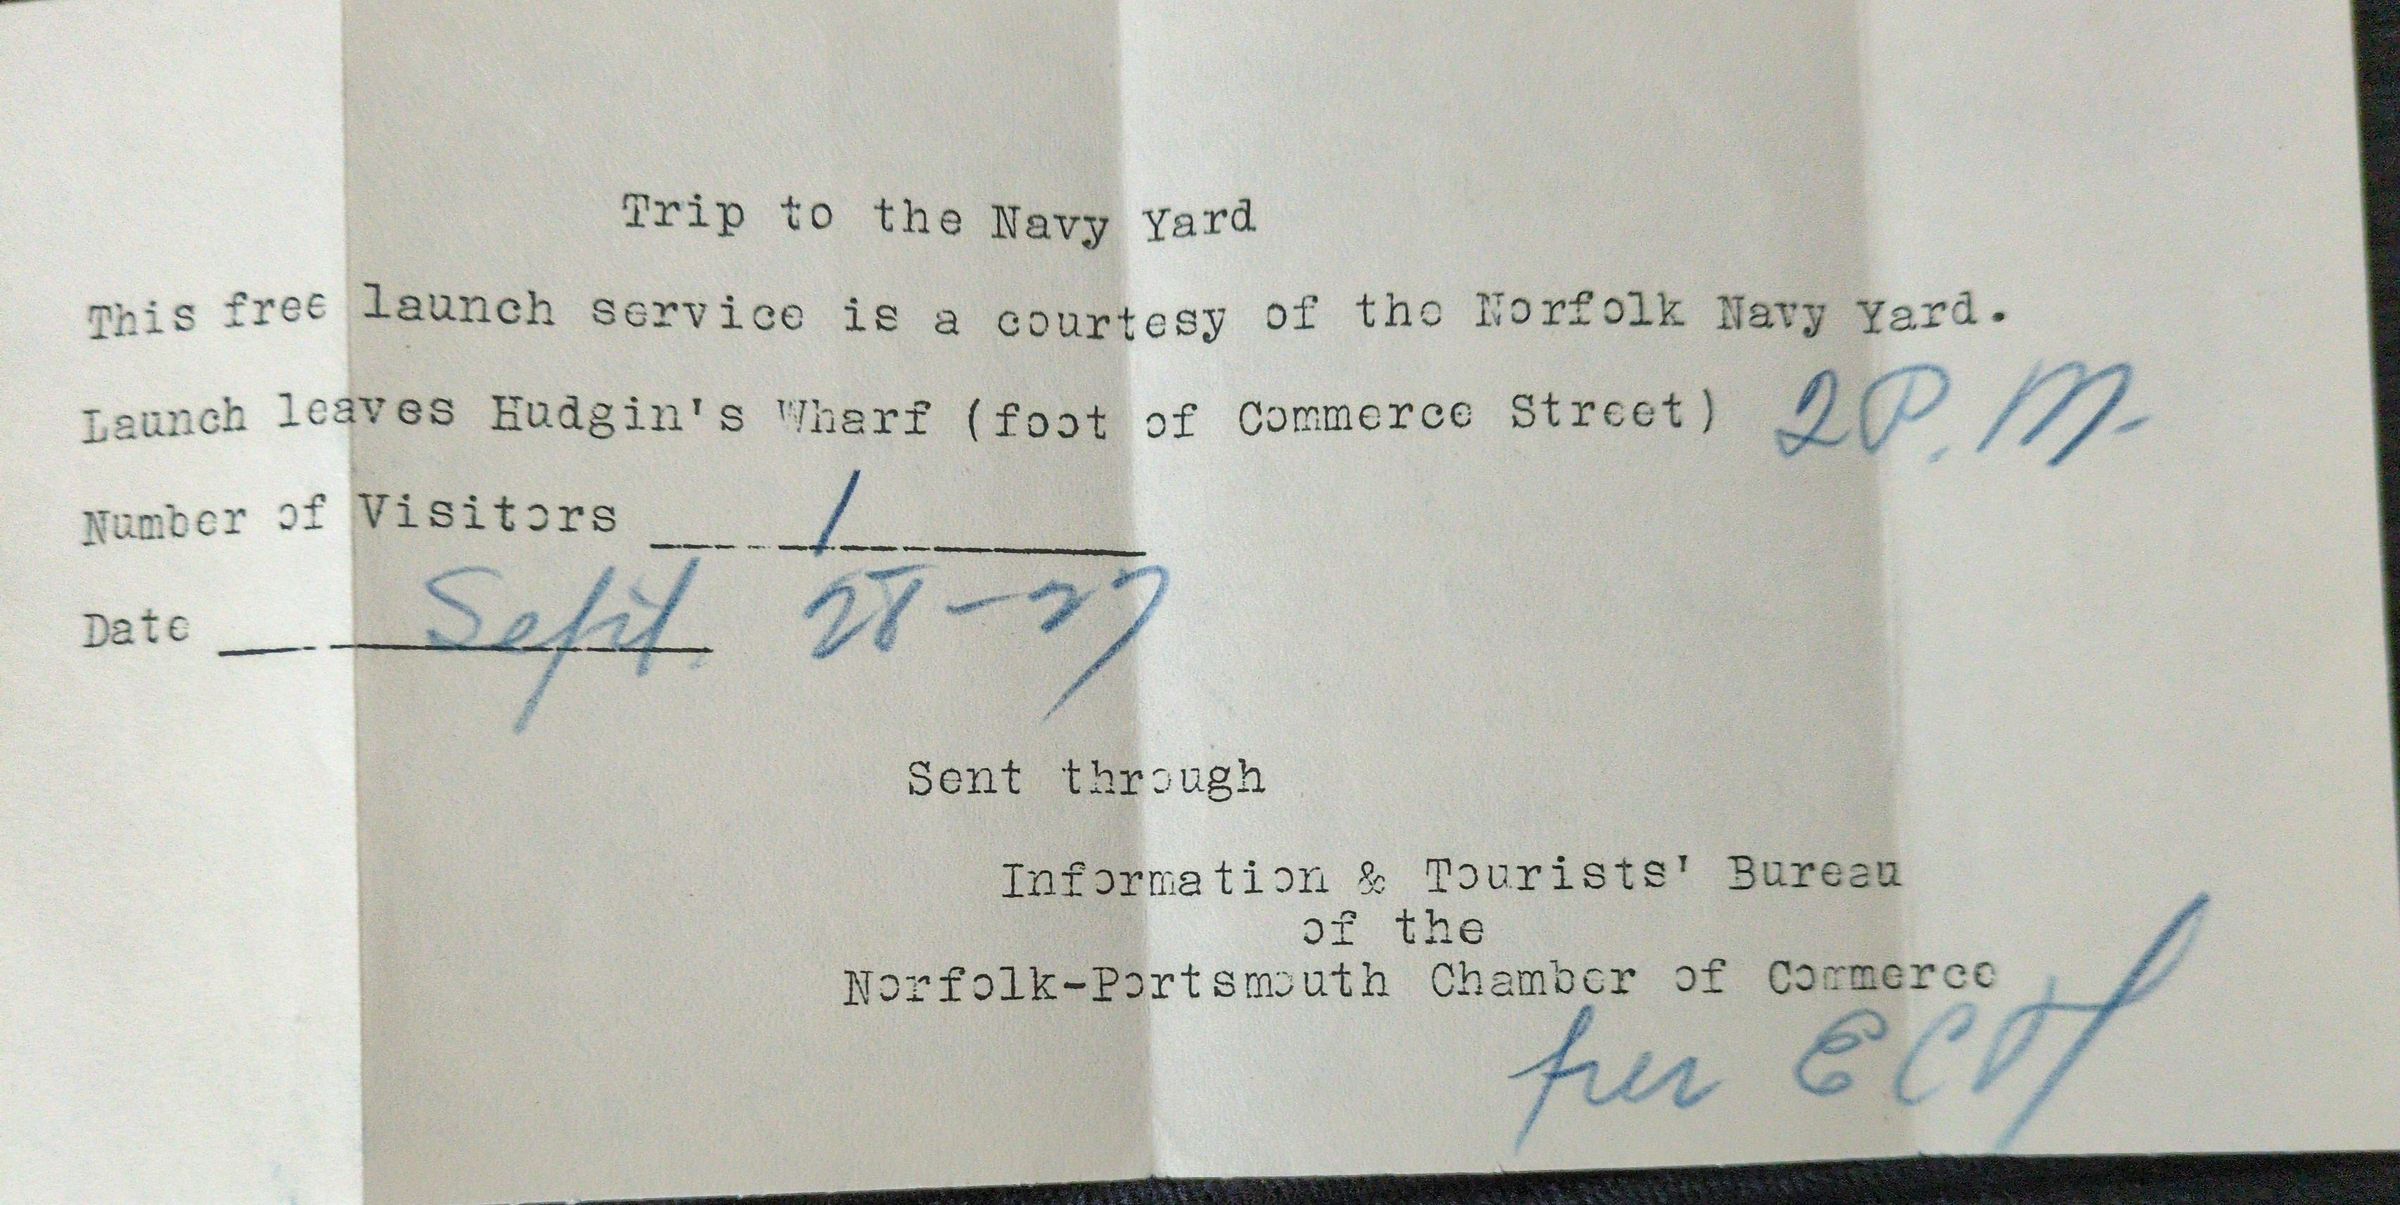 Trip to the Navy Yard
This free launch service is a courtesy of the Norfolk Navy Yard.
Launch leaves Hudgin's Wharf (foot of Commerce Street) 2 P.M.
Number of Visitors 1
Date Sept. 28-27
Sent through
Information & Tourists' Bureau
of the
Norfolk-Portsmouth Chamber of Commerce
per